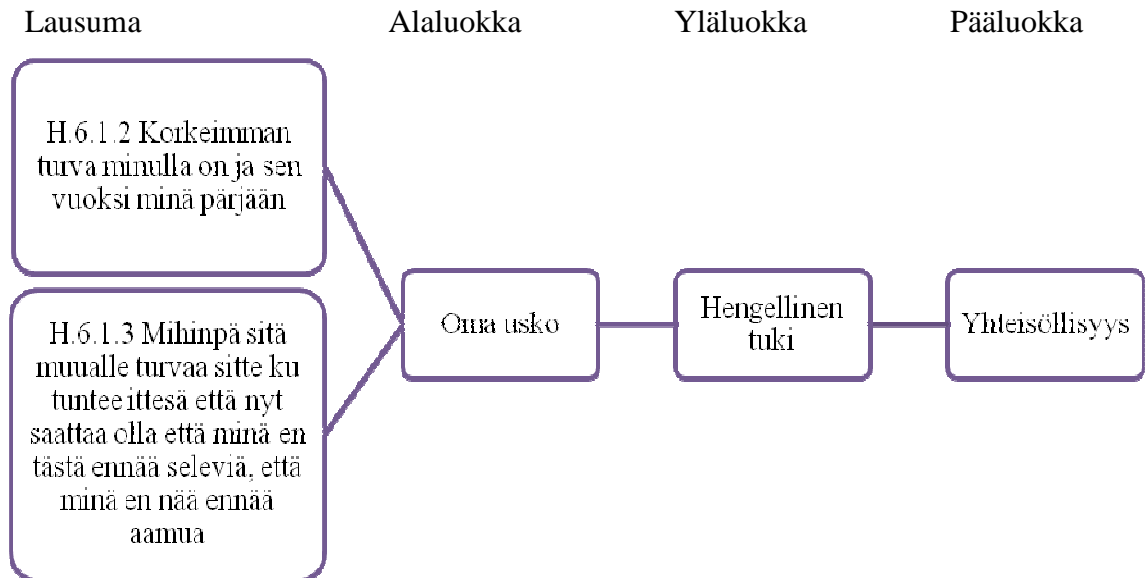 Lausuma Alaluokka Yläluokka Pääluokka
H.6.1.2 Korkeimman
turva minulla on ja sen
vuoksi minä pärjään
H.6.1.3 Mihinpä sitä
muualle turvaa sitte ku
tuntee ittesä että nyt
saattaa olla että minä en
tästä ennää seleviä, että
minä en nää ennää
aamua
Oma usko
Hengellinen
tuki
Yhteisöllisyys